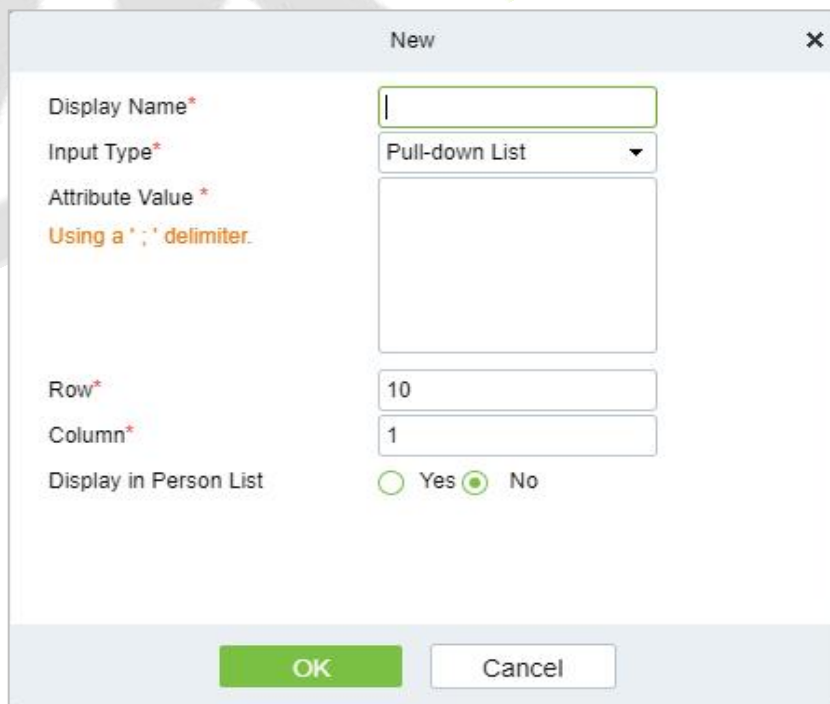 New
Display Name*
Input Type* Pull-down List
Attribute Value *
Using a ' ; ' delimiter.
Row* 10
Column* 1
Display in Person List Yes No
OK Cancel